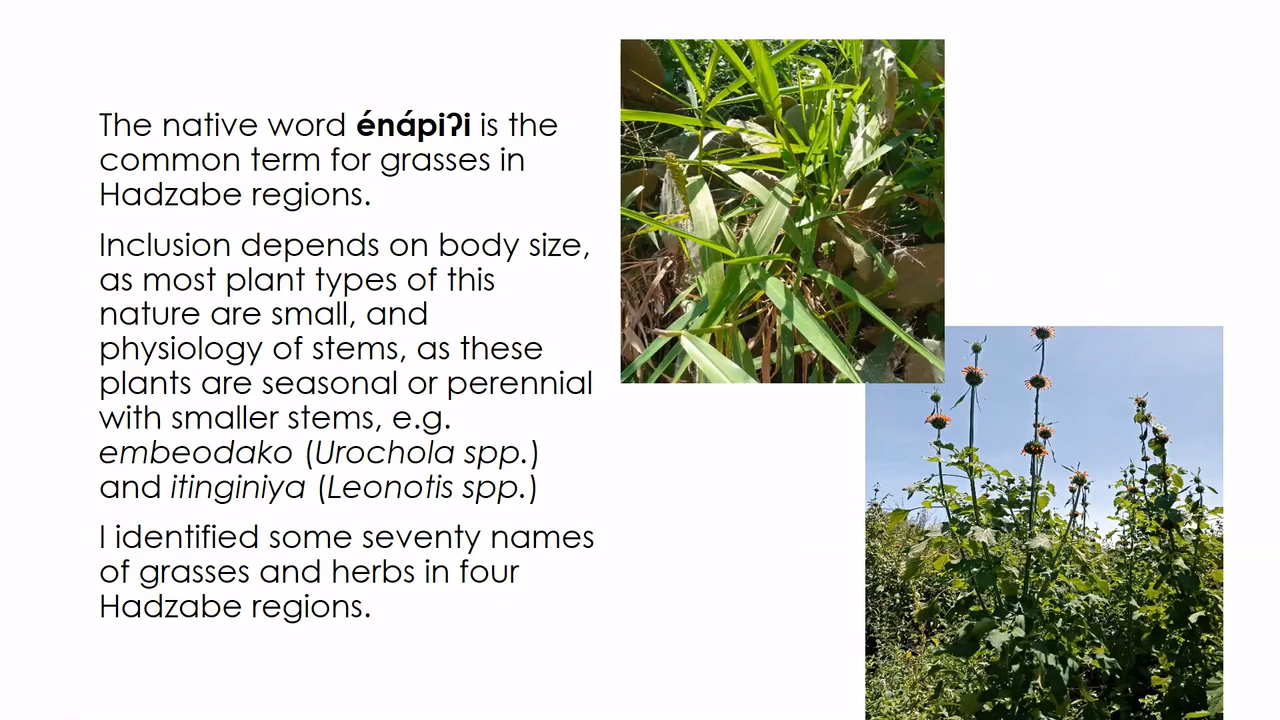 The native word énápiʔi is the
common term for grasses in
Hadzabe regions.
Inclusion depends on body size,
as most plant types of this
nature are small, and
physiology of stems, as these
plants are seasonal or perennial
with smaller stems, e.g.
embeodako (Urochola spp.)
and itinginiya (Leonotis spp.)
I identified some seventy names
of grasses and herbs in four
Hadzabe regions.